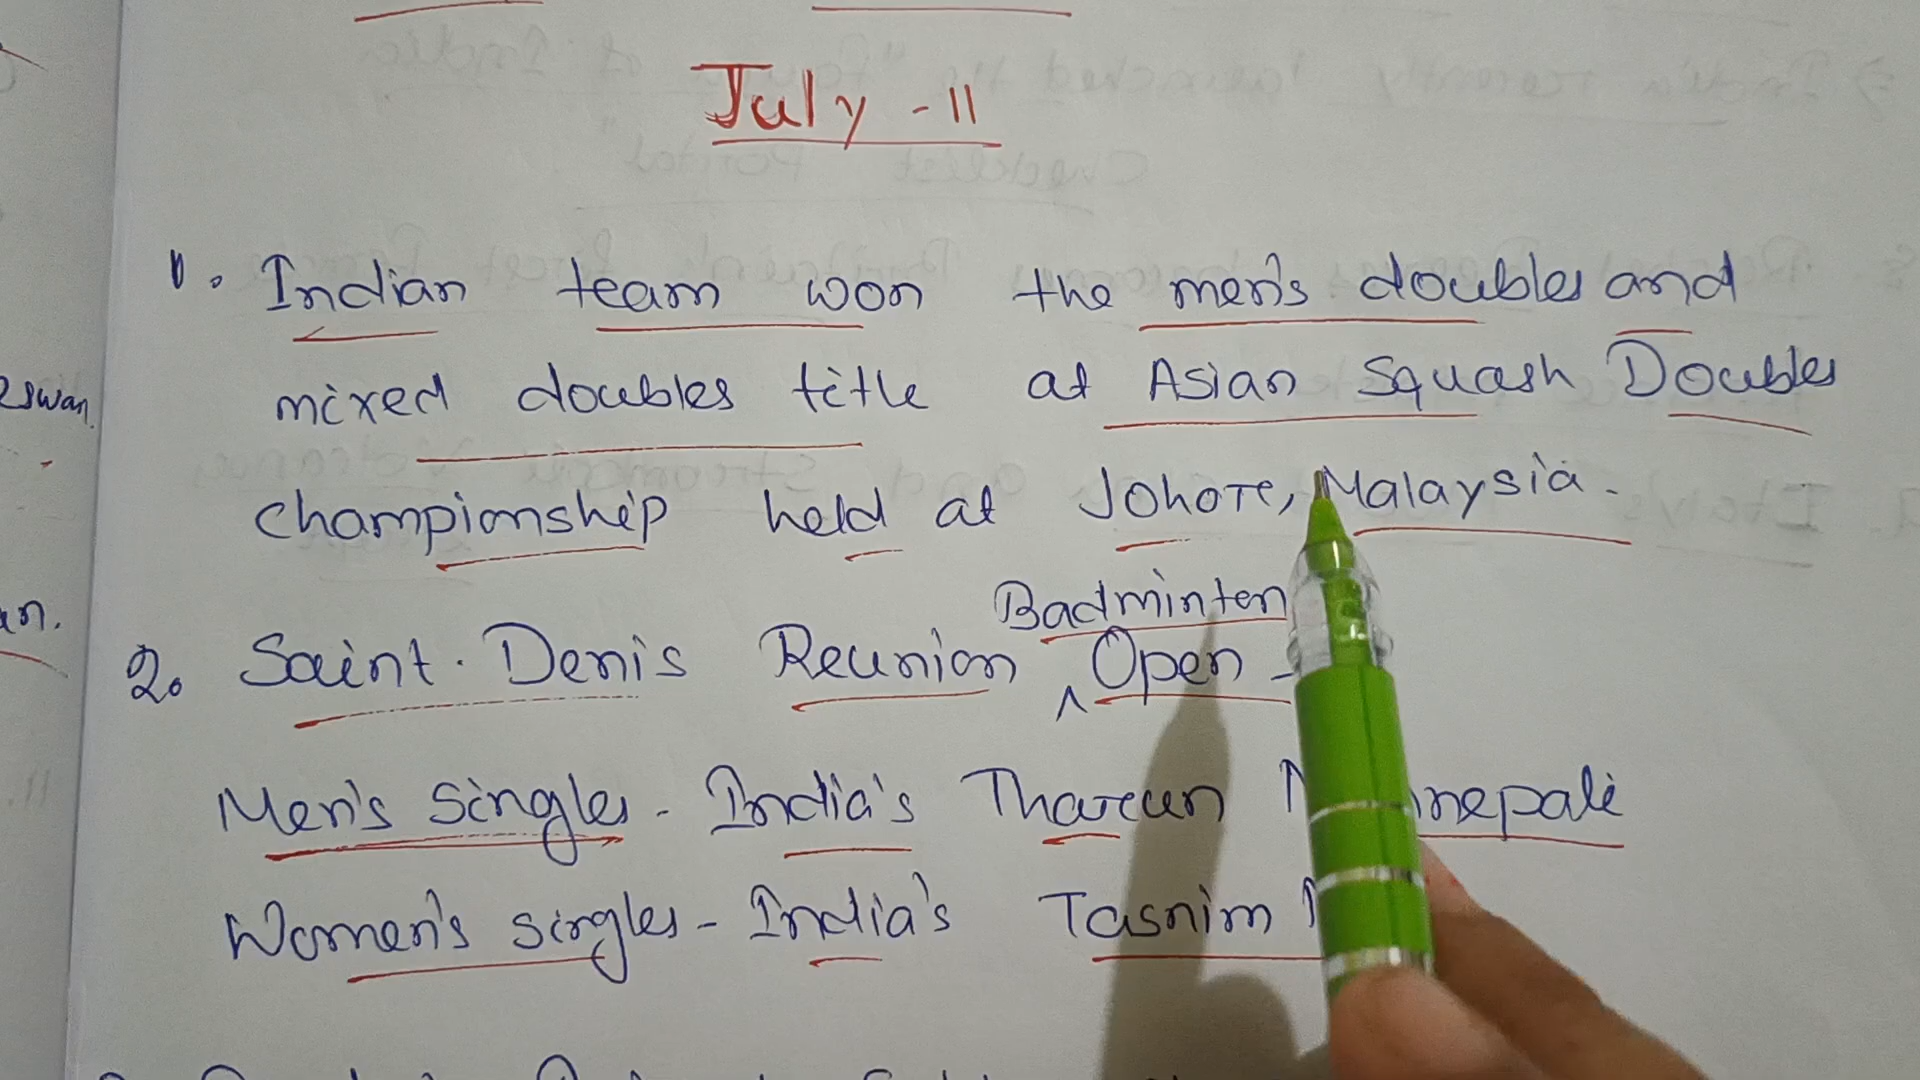 July - 11
1. Indian team won the men's doubles and
mixed doubles title at Asian Squash Doubles
championship held at Johore, Malaysia.
Badminton
2. Saint. Denis Reunion ^ Open -
Men's Singles - India's Tharun
Women's Singles - India's Tasnim